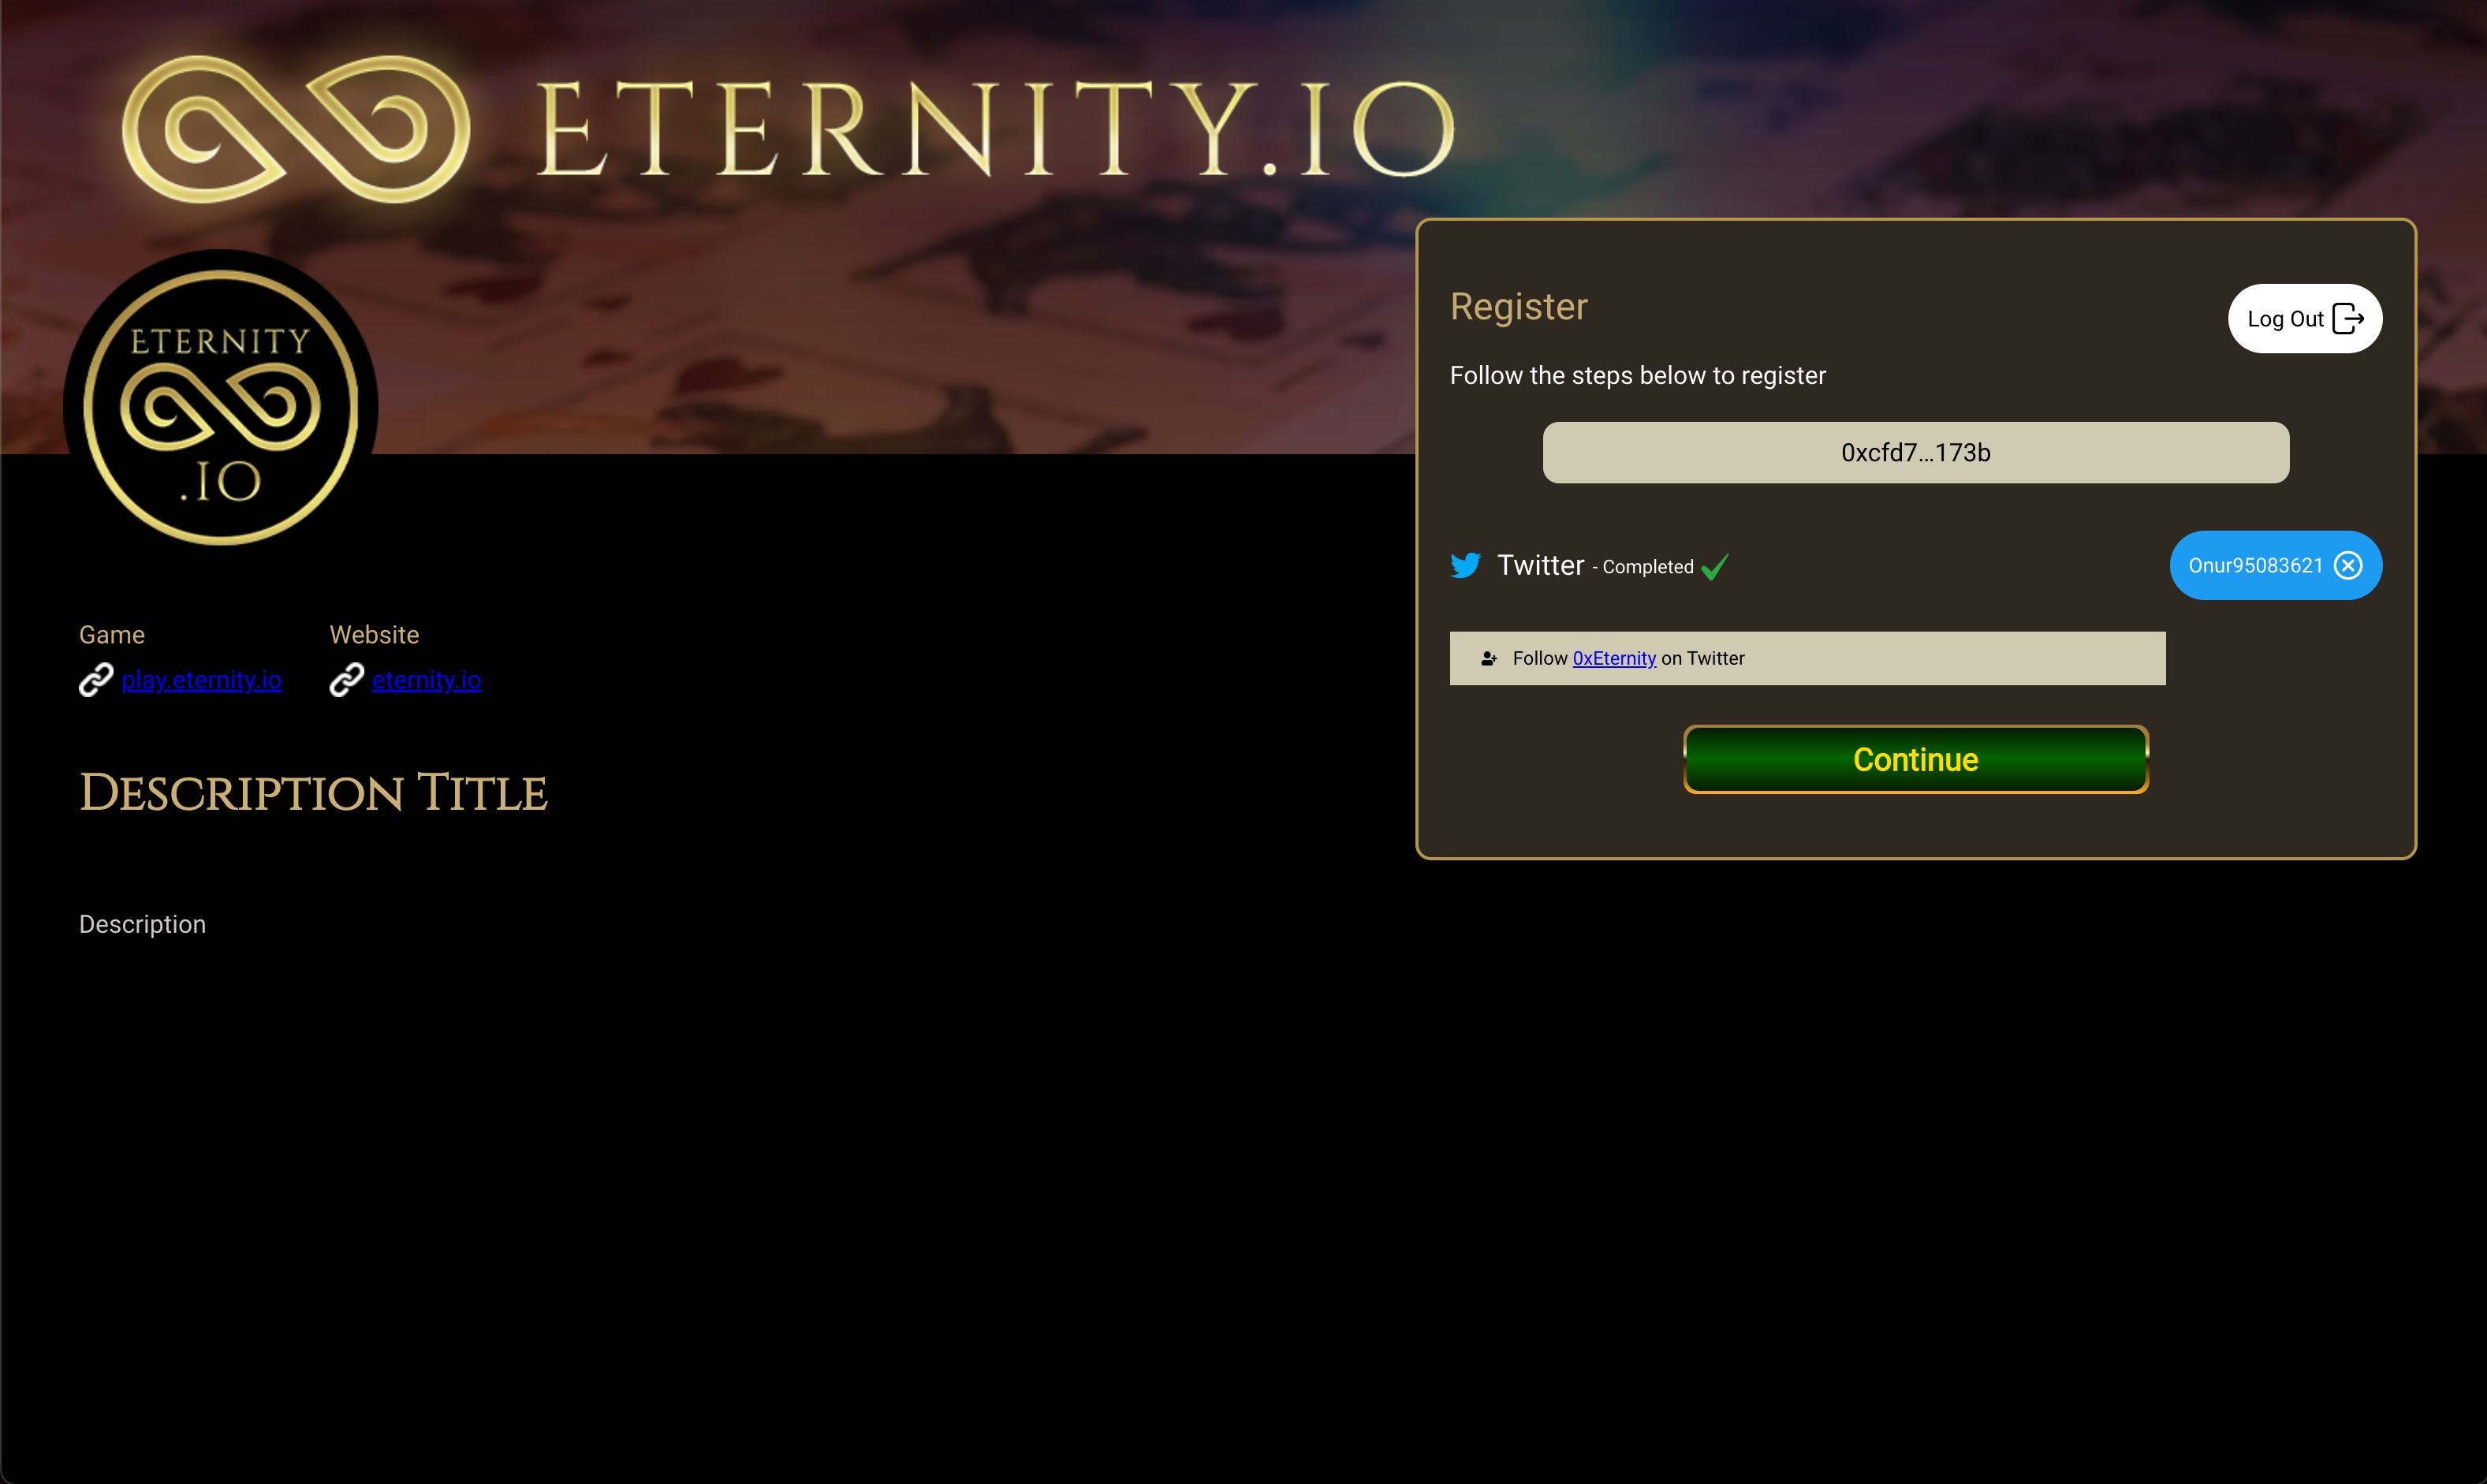 ETERNITY.IO
ETERNITY
.IO
Register
Log Out
Follow the steps below to register
0xcfd7...173b
Twitter - Completed
Onur95083621
Follow 0xEternity on Twitter
Continue
Game
Website
play.eternity.io
eternity.io
Description Title
Description